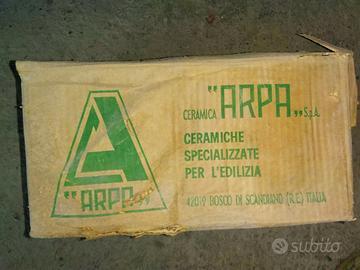 CERAMICA "ARPA„ S.p.A.
CERAMICHE
SPECIALIZZATE
PER L'EDILIZIA
42019 BOSCO DI SCANDIANO (R.E.) ITALIA
"ARPA„
subito